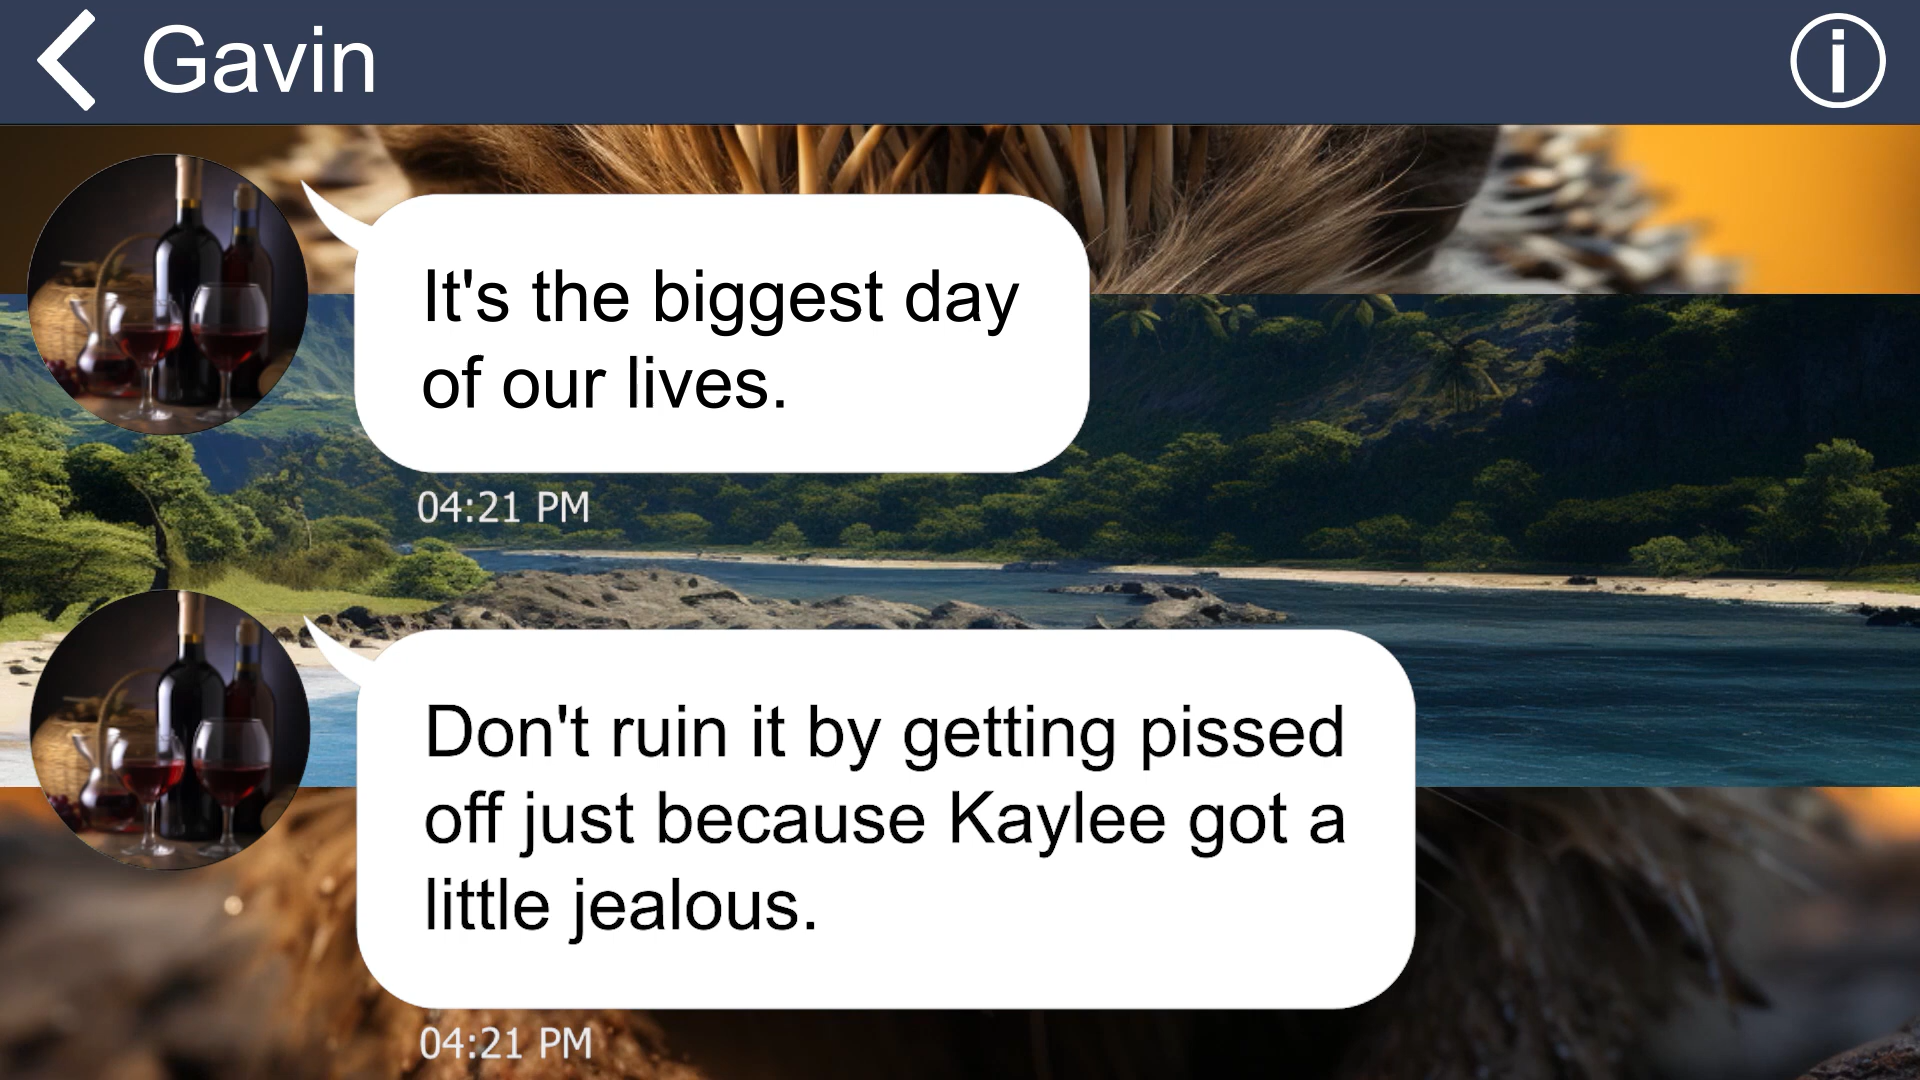 Gavin
It's the biggest day
of our lives.
04:21 PM
Don't ruin it by getting pissed
off just because Kaylee got a
little jealous.
04:21 PM